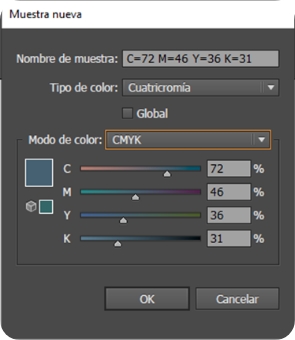 Muestra nueva
Nombre de muestra: C=72 M=46 Y=36 K=31
Tipo de color: Cuatricromía
Global
Modo de color: CMYK
C 72 %
M 46 %
Y 36 %
K 31 %
OK Cancelar